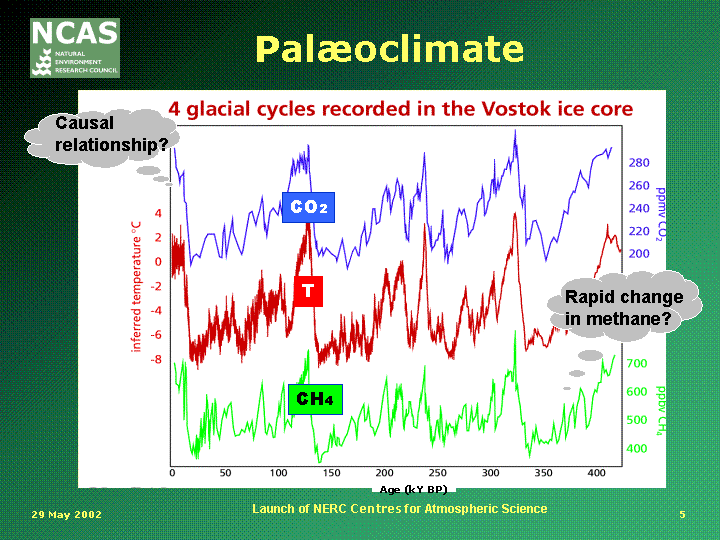 NCAS
NATURAL
ENVIRONMENT
RESEARCH COUNCIL
Palæoclimate
4 glacial cycles recorded in the Vostok ice core
Causal
relationship?
CO2
T
CH4
Rapid change
in methane?
inferred temperature °C
4
2
0
-2
-4
-6
-8
280
260
240
220
200
ppmv CO2
700
600
500
400
ppbv CH4
0
50
100
150
200
250
300
350
400
Age (kY BP)
29 May 2002
Launch of NERC Centres for Atmospheric Science
5